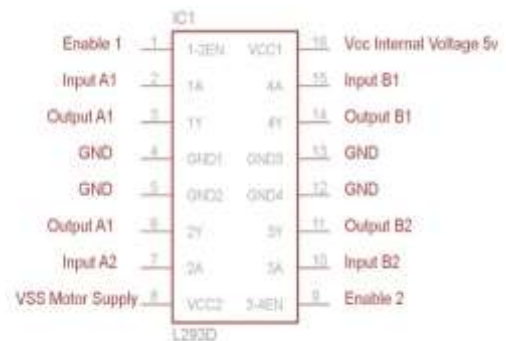 IC1
Enable 1 1 1-2EN VCC1 16 Vcc Internal Voltage 5v
Input A1 2 1A 4A 15 Input B1
Output A1 3 1Y 4Y 14 Output B1
GND 4 GND1 GND3 13 GND
GND 5 GND2 GND4 12 GND
Output A1 6 2Y 3Y 11 Output B2
Input A2 7 2A 3A 10 Input B2
VSS Motor Supply 8 VCC2 3-4EN 9 Enable 2
L293D